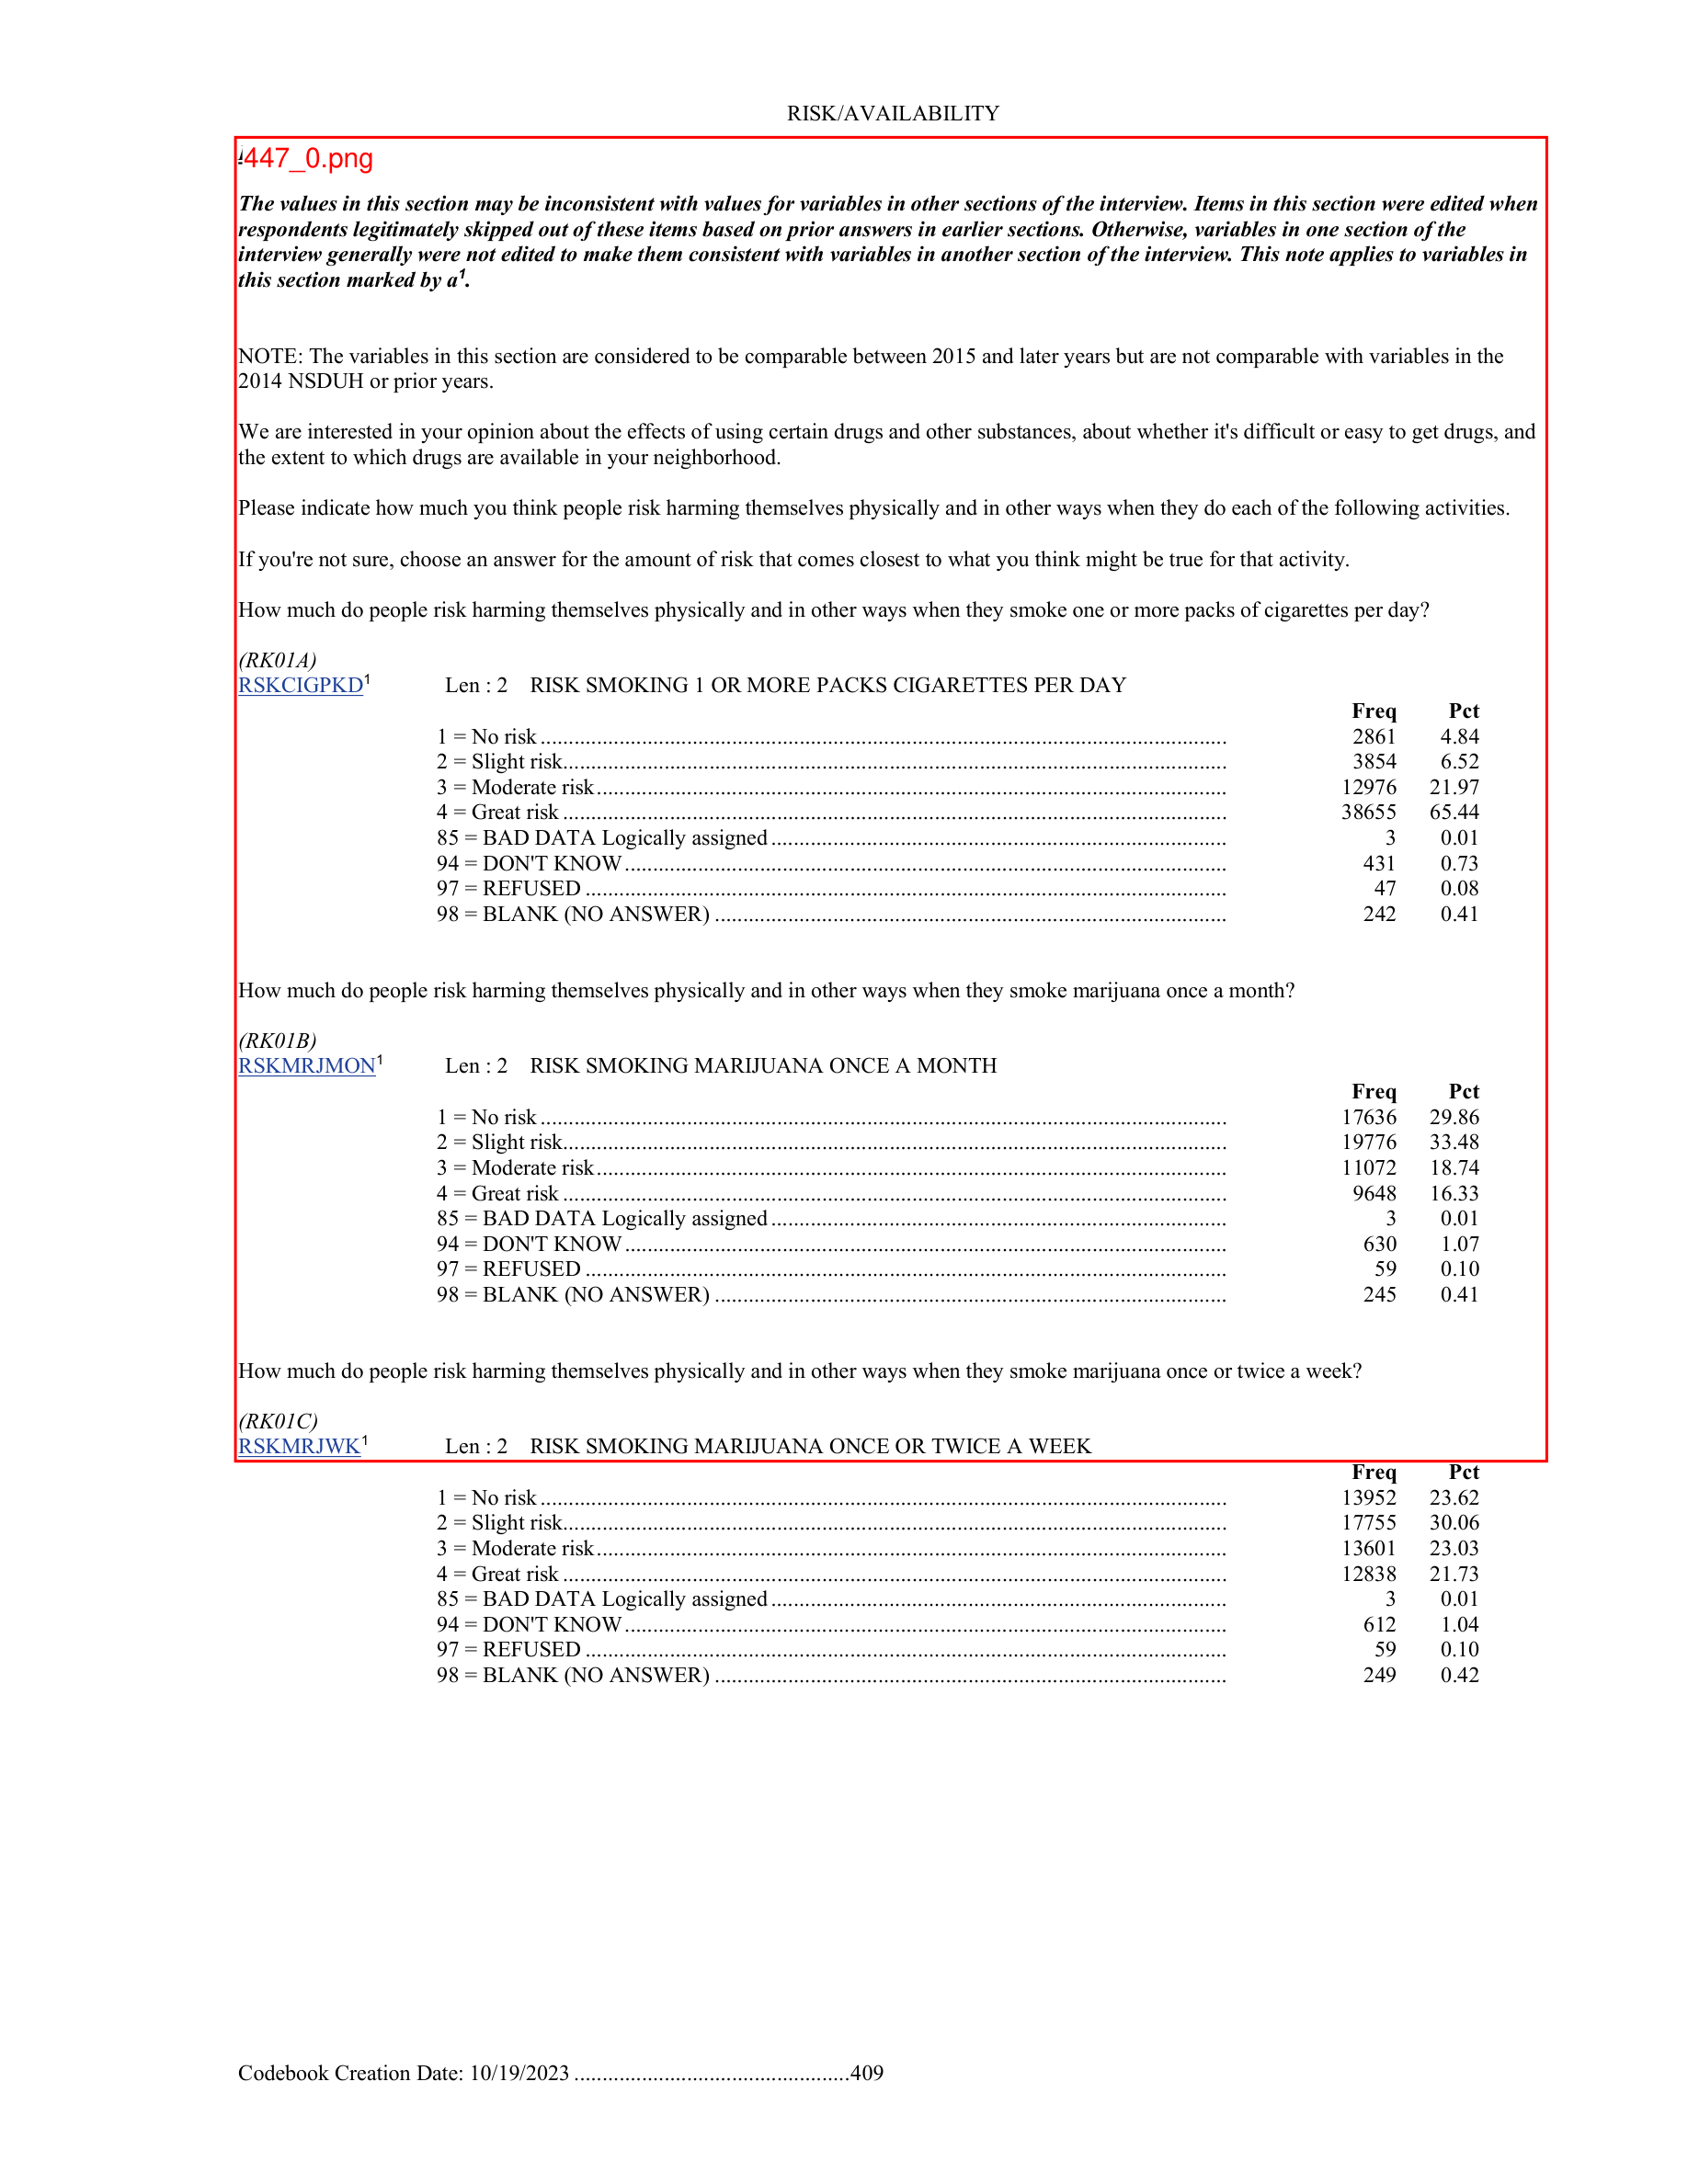 RISK/AVAILABILITY
447_0.png
The values in this section may be inconsistent with values for variables in other sections of the interview. Items in this section were edited when
respondents legitimately skipped out of these items based on prior answers in earlier sections. Otherwise, variables in one section of the
interview generally were not edited to make them consistent with variables in another section of the interview. This note applies to variables in
this section marked by a¹.
NOTE: The variables in this section are considered to be comparable between 2015 and later years but are not comparable with variables in the
2014 NSDUH or prior years.
We are interested in your opinion about the effects of using certain drugs and other substances, about whether it's difficult or easy to get drugs, and
the extent to which drugs are available in your neighborhood.
Please indicate how much you think people risk harming themselves physically and in other ways when they do each of the following activities.
If you're not sure, choose an answer for the amount of risk that comes closest to what you think might be true for that activity.
How much do people risk harming themselves physically and in other ways when they smoke one or more packs of cigarettes per day?
(RK01A)
RSKCIGPKD¹ Len : 2 RISK SMOKING 1 OR MORE PACKS CIGARETTES PER DAY
Freq Pct
1 = No risk ........ 2861 4.84
2 = Slight risk........ 3854 6.52
3 = Moderate risk........ 12976 21.97
4 = Great risk ........ 38655 65.44
85 = BAD DATA Logically assigned ........ 3 0.01
94 = DON'T KNOW ........ 431 0.73
97 = REFUSED ........ 47 0.08
98 = BLANK (NO ANSWER) ........ 242 0.41
How much do people risk harming themselves physically and in other ways when they smoke marijuana once a month?
(RK01B)
RSKMRJMON¹ Len : 2 RISK SMOKING MARIJUANA ONCE A MONTH
Freq Pct
1 = No risk ........ 17636 29.86
2 = Slight risk........ 19776 33.48
3 = Moderate risk........ 11072 18.74
4 = Great risk ........ 9648 16.33
85 = BAD DATA Logically assigned ........ 3 0.01
94 = DON'T KNOW ........ 630 1.07
97 = REFUSED ........ 59 0.10
98 = BLANK (NO ANSWER) ........ 245 0.41
How much do people risk harming themselves physically and in other ways when they smoke marijuana once or twice a week?
(RK01C)
RSKMRJWK¹ Len : 2 RISK SMOKING MARIJUANA ONCE OR TWICE A WEEK
Freq Pct
1 = No risk ........ 13952 23.62
2 = Slight risk........ 17755 30.06
3 = Moderate risk........ 13601 23.03
4 = Great risk ........ 12838 21.73
85 = BAD DATA Logically assigned ........ 3 0.01
94 = DON'T KNOW ........ 612 1.04
97 = REFUSED ........ 59 0.10
98 = BLANK (NO ANSWER) ........ 249 0.42
Codebook Creation Date: 10/19/2023 ........409